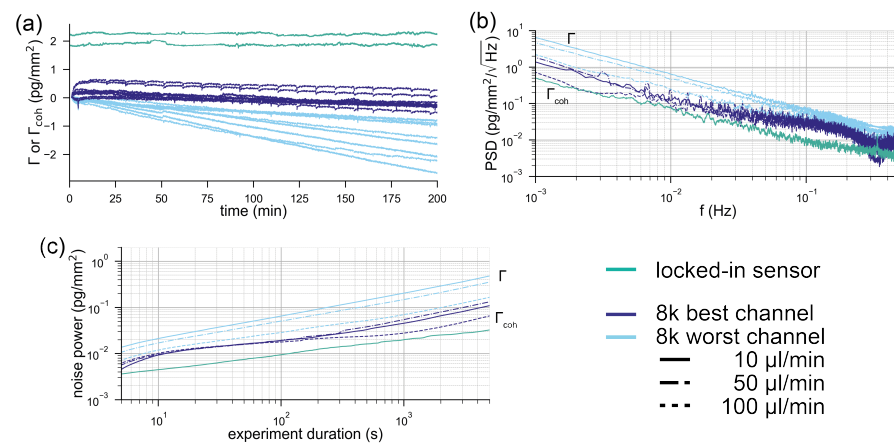 (a)
Γ or Γcoh (pg/mm²)
2
1
0
−1
−2
0
25
50
75
100
125
150
175
200
time (min)
(b)
PSD (pg/mm²/√Hz)
10²
10¹
10⁰
10⁻¹
10⁻²
10⁻³
Γ
Γcoh
10⁻³
10⁻²
10⁻¹
f (Hz)
(c)
noise power (pg/mm²)
10⁰
10⁻¹
10⁻²
10⁻³
Γ
Γcoh
10¹
10²
10³
experiment duration (s)
locked-in sensor
8k best channel
8k worst channel
10 µl/min
50 µl/min
100 µl/min